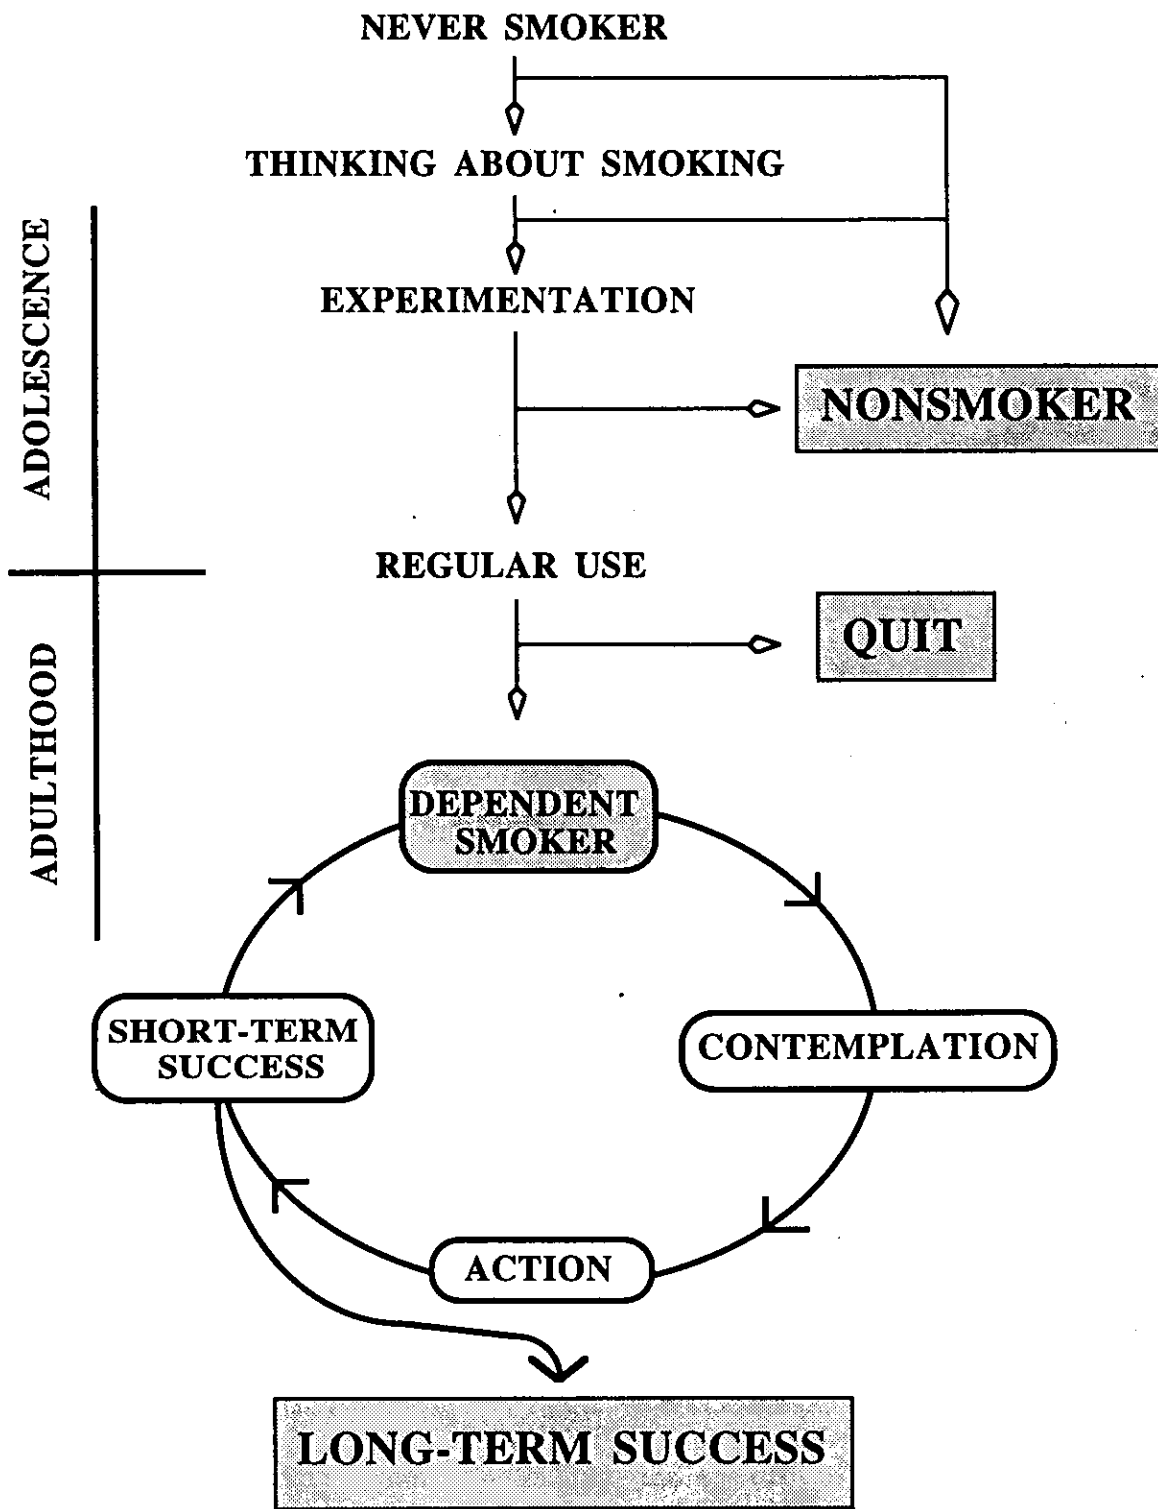 NEVER SMOKER
THINKING ABOUT SMOKING
ADOLESCENCE
EXPERIMENTATION
NONSMOKER
REGULAR USE
QUIT
ADULTHOOD
DEPENDENT
SMOKER
SHORT-TERM
SUCCESS
CONTEMPLATION
ACTION
LONG-TERM SUCCESS